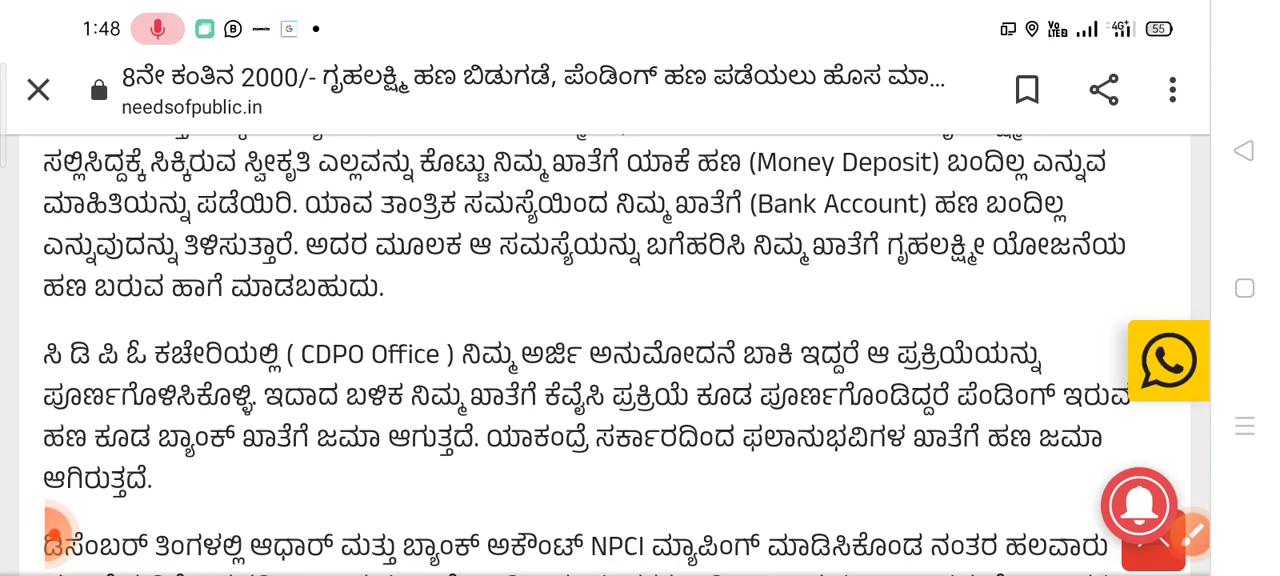 1:48
VoLTE2 4G+ 55
8ನೇ ಕಂತಿನ 2000/- ಗೃಹಲಕ್ಷ್ಮಿ ಹಣ ಬಿಡುಗಡೆ, ಪೆಂಡಿಂಗ್ ಹಣ ಪಡೆಯಲು ಹೊಸ ಮಾ...
needsofpublic.in
ಸಲ್ಲಿಸಿದ್ದಕ್ಕೆ ಸಿಕ್ಕಿರುವ ಸ್ವೀಕೃತಿ ಎಲ್ಲವನ್ನು ಕೊಟ್ಟು ನಿಮ್ಮ ಖಾತೆಗೆ ಯಾಕೆ ಹಣ (Money Deposit) ಬಂದಿಲ್ಲ ಎನ್ನುವ
ಮಾಹಿತಿಯನ್ನು ಪಡೆಯಿರಿ. ಯಾವ ತಾಂತ್ರಿಕ ಸಮಸ್ಯೆಯಿಂದ ನಿಮ್ಮ ಖಾತೆಗೆ (Bank Account) ಹಣ ಬಂದಿಲ್ಲ
ಎನ್ನುವುದನ್ನು ತಿಳಿಸುತ್ತಾರೆ. ಅದರ ಮೂಲಕ ಆ ಸಮಸ್ಯೆಯನ್ನು ಬಗೆಹರಿಸಿ ನಿಮ್ಮ ಖಾತೆಗೆ ಗೃಹಲಕ್ಷ್ಮೀ ಯೋಜನೆಯ
ಹಣ ಬರುವ ಹಾಗೆ ಮಾಡಬಹುದು.
ಸಿ ಡಿ ಪಿ ಓ ಕಚೇರಿಯಲ್ಲಿ ( CDPO Office ) ನಿಮ್ಮ ಅರ್ಜಿ ಅನುಮೋದನೆ ಬಾಕಿ ಇದ್ದರೆ ಆ ಪ್ರಕ್ರಿಯೆಯನ್ನು
ಪೂರ್ಣಗೊಳಿಸಿಕೊಳ್ಳಿ. ಇದಾದ ಬಳಿಕ ನಿಮ್ಮ ಖಾತೆಗೆ ಕೆವೈಸಿ ಪ್ರಕ್ರಿಯೆ ಕೂಡ ಪೂರ್ಣಗೊಂಡಿದ್ದರೆ ಪೆಂಡಿಂಗ್ ಇರುವ
ಹಣ ಕೂಡ ಬ್ಯಾಂಕ್ ಖಾತೆಗೆ ಜಮಾ ಆಗುತ್ತದೆ. ಯಾಕಂದ್ರೆ ಸರ್ಕಾರದಿಂದ ಫಲಾನುಭವಿಗಳ ಖಾತೆಗೆ ಹಣ ಜಮಾ
ಆಗಿರುತ್ತದೆ.
ಡಿಸೆಂಬರ್ ತಿಂಗಳಲ್ಲಿ ಆಧಾರ್ ಮತ್ತು ಬ್ಯಾಂಕ್ ಅಕೌಂಟ್ NPCI ಮ್ಯಾಪಿಂಗ್ ಮಾಡಿಸಿಕೊಂಡ ನಂತರ ಹಲವಾರು